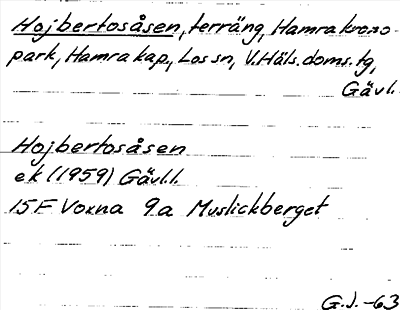 Hojbertosåsen, terräng, Hamra krono-
park, Hamra kap., Los sn, V.Häls.doms.tg,
Gävl.
Hojbertosåsen
ek (1959) Gävl.l.
15F Voxna 9a Muslickberget
G.J.-63